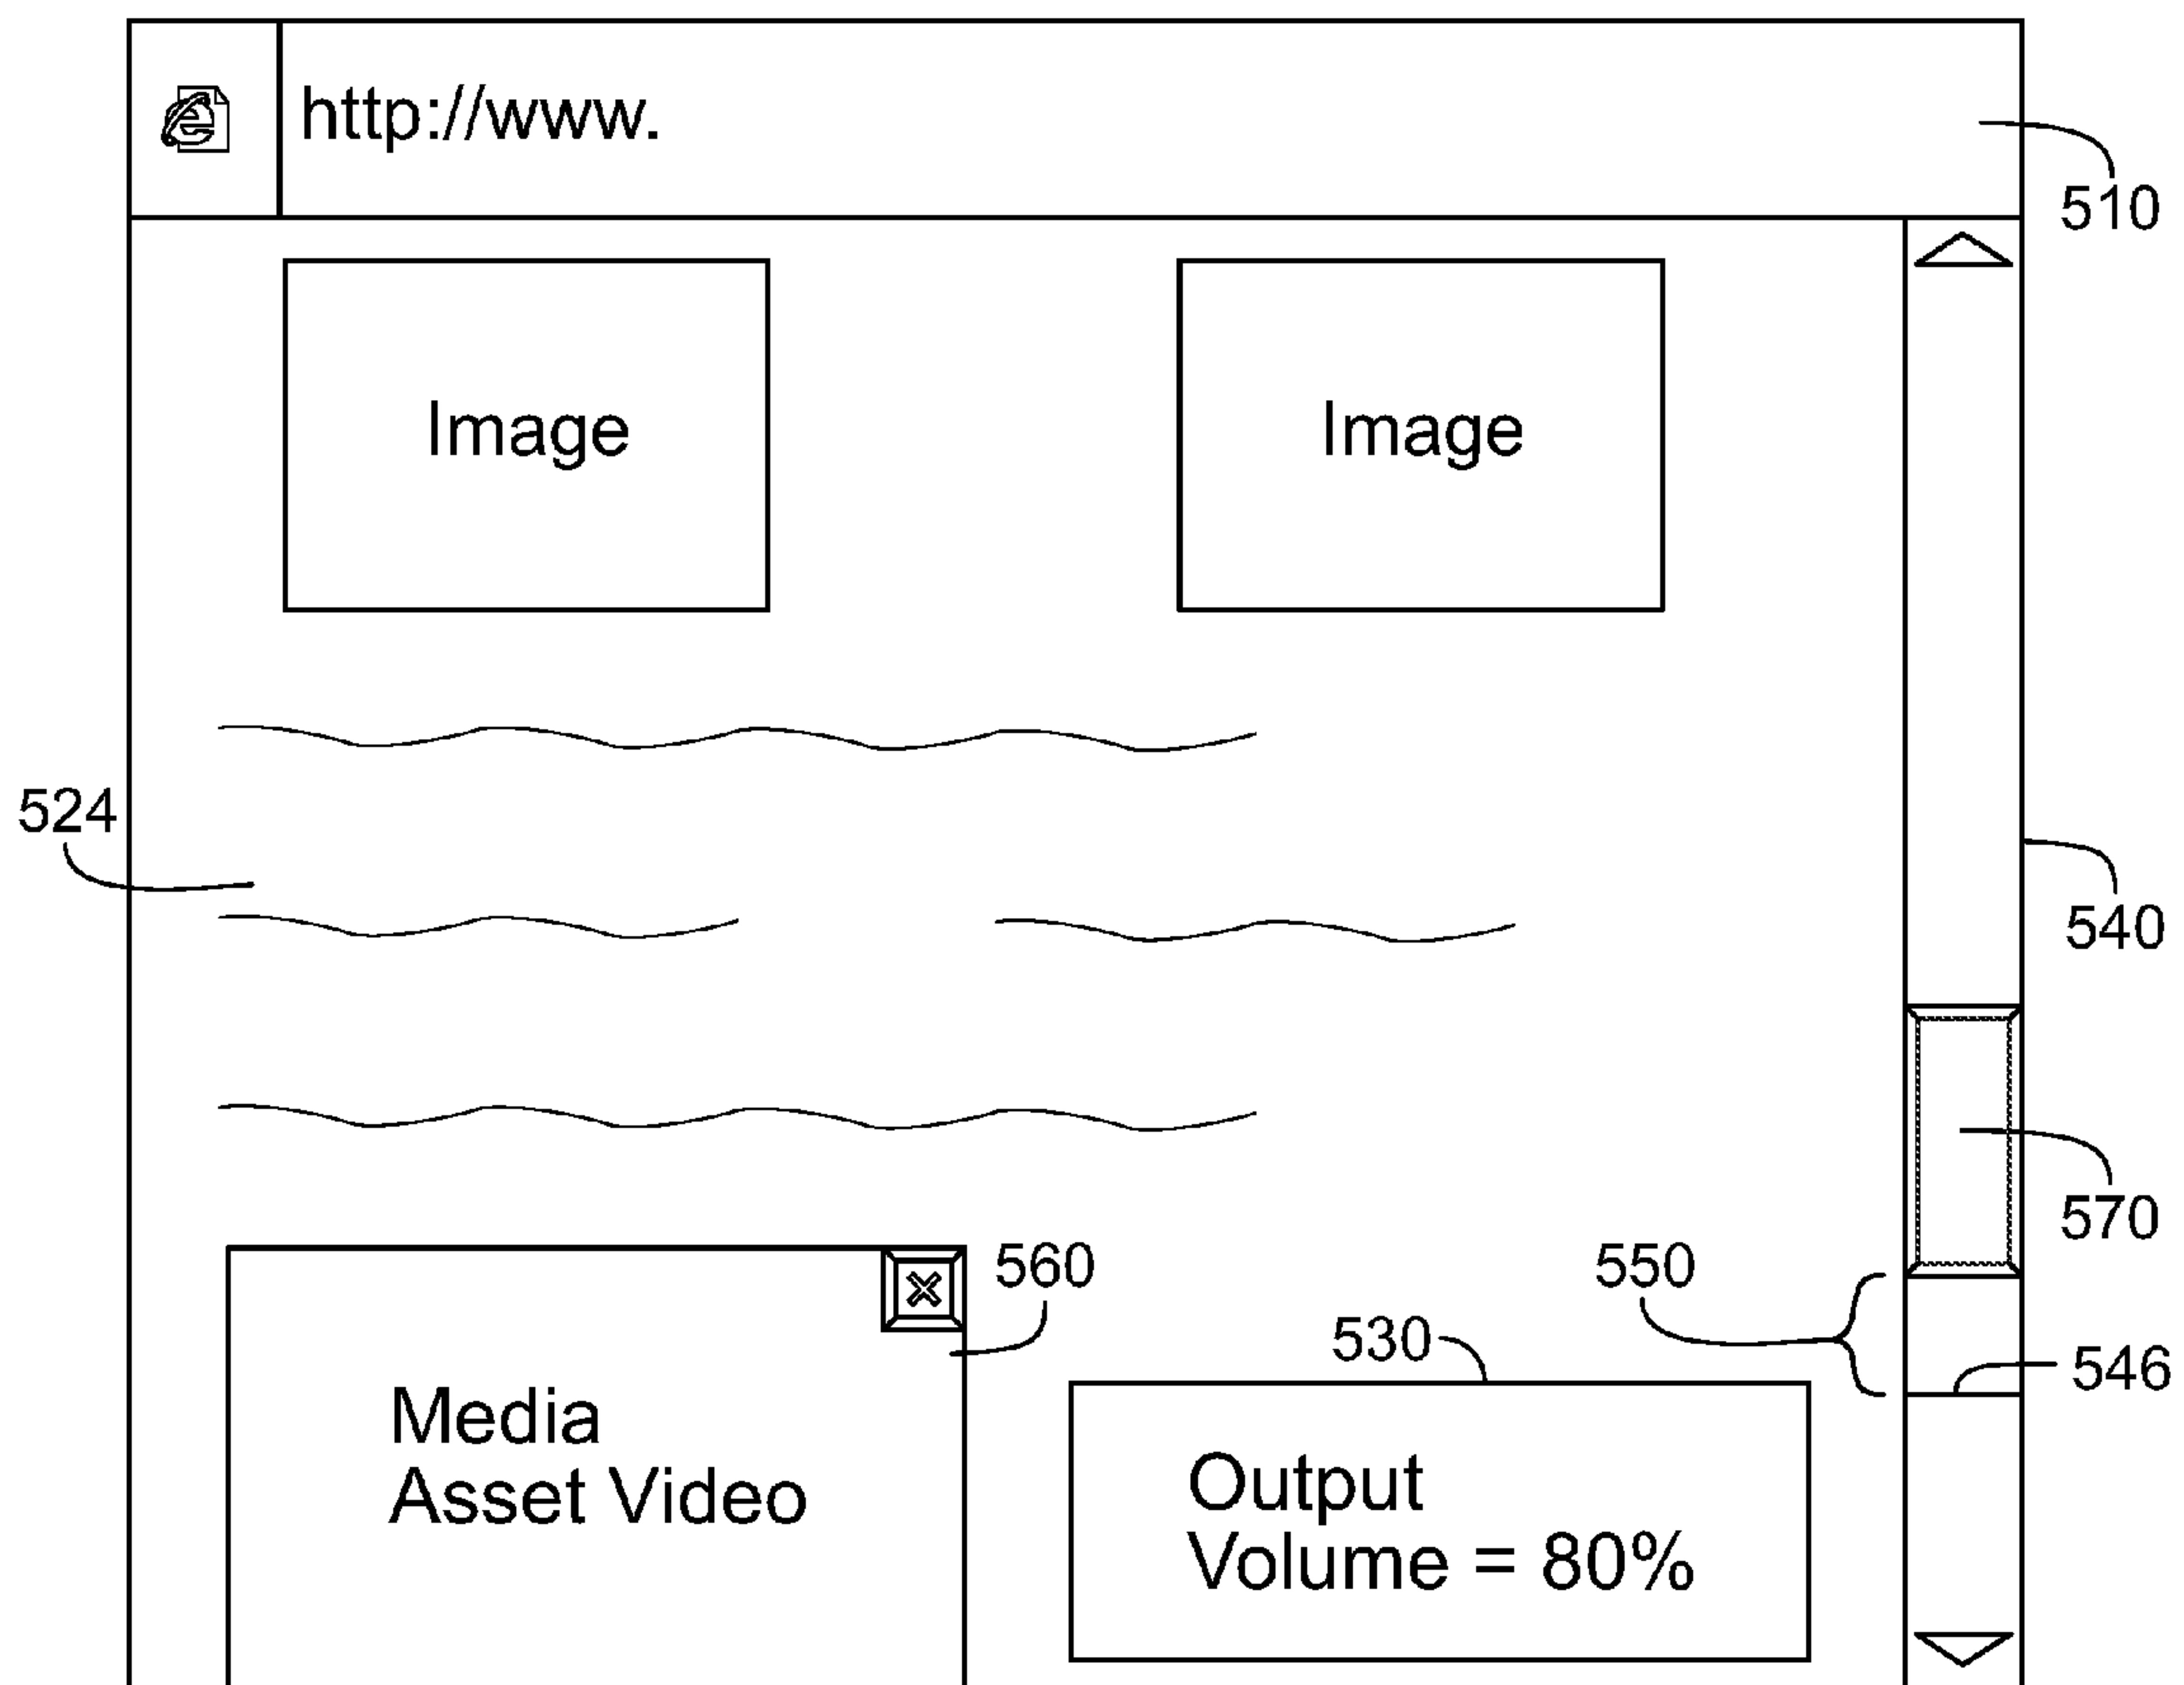 http://www.
510
Image
Image
524
540
570
560
550
530
546
Media
Asset Video
Output
Volume = 80%